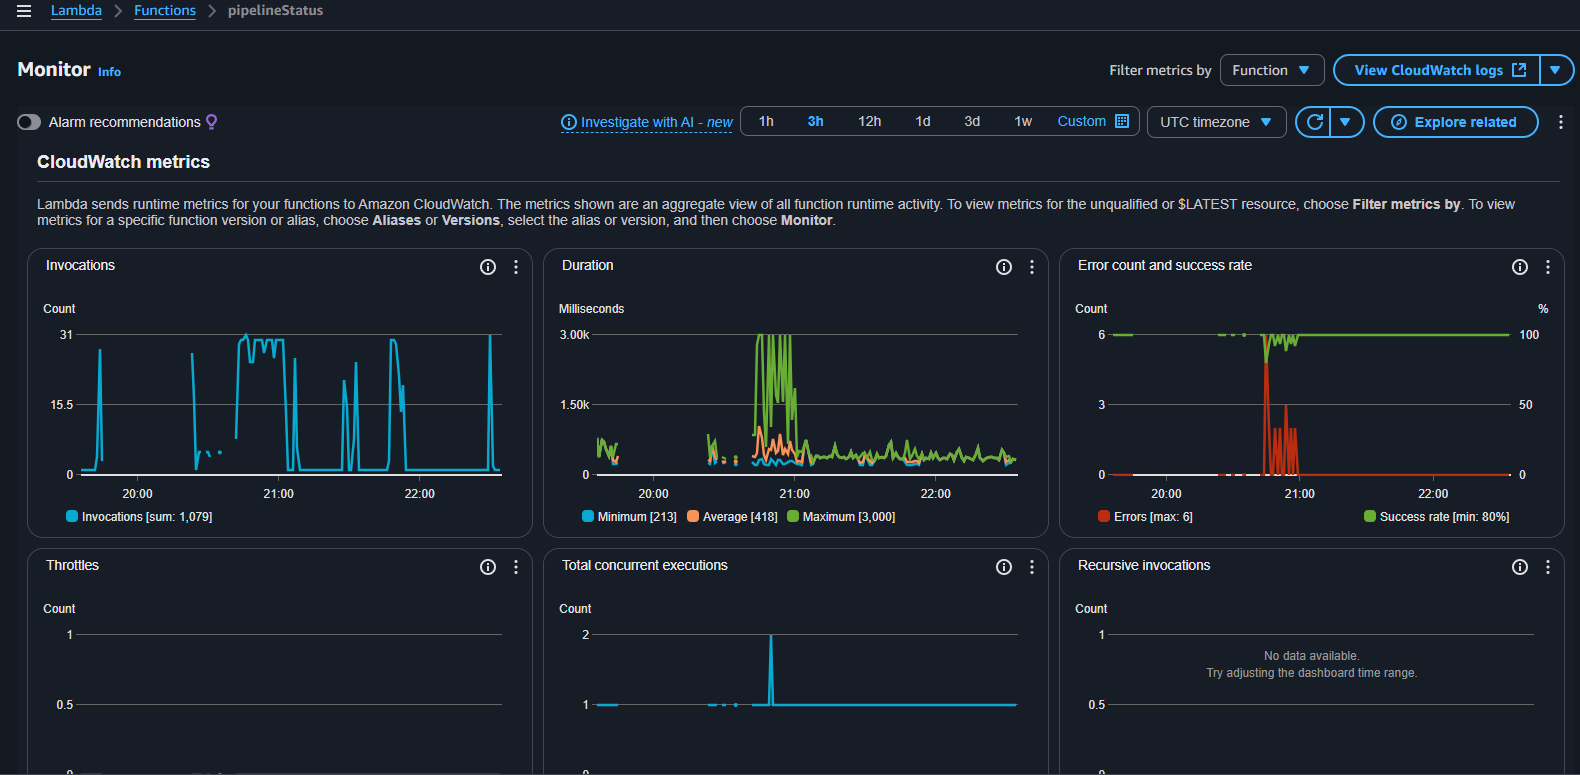 Lambda > Functions > pipelineStatus
Monitor Info
Filter metrics by Function View CloudWatch logs
Alarm recommendations
Investigate with AI - new 1h 3h 12h 1d 3d 1w Custom UTC timezone Explore related
CloudWatch metrics
Lambda sends runtime metrics for your functions to Amazon CloudWatch. The metrics shown are an aggregate view of all function runtime activity. To view metrics for the unqualified or $LATEST resource, choose Filter metrics by. To view
metrics for a specific function version or alias, choose Aliases or Versions, select the alias or version, and then choose Monitor.
Invocations
Count
31
15.5
0
20:00 21:00 22:00
Invocations [sum: 1,079]
Duration
Milliseconds
3.00k
1.50k
0
20:00 21:00 22:00
Minimum [213] Average [418] Maximum [3,000]
Error count and success rate
Count %
6 100
3 50
0 0
20:00 21:00 22:00
Errors [max: 6] Success rate [min: 80%]
Throttles
Count
1
0.5
0
Total concurrent executions
Count
2
1
0
Recursive invocations
Count
1
No data available.
Try adjusting the dashboard time range.
0.5
0